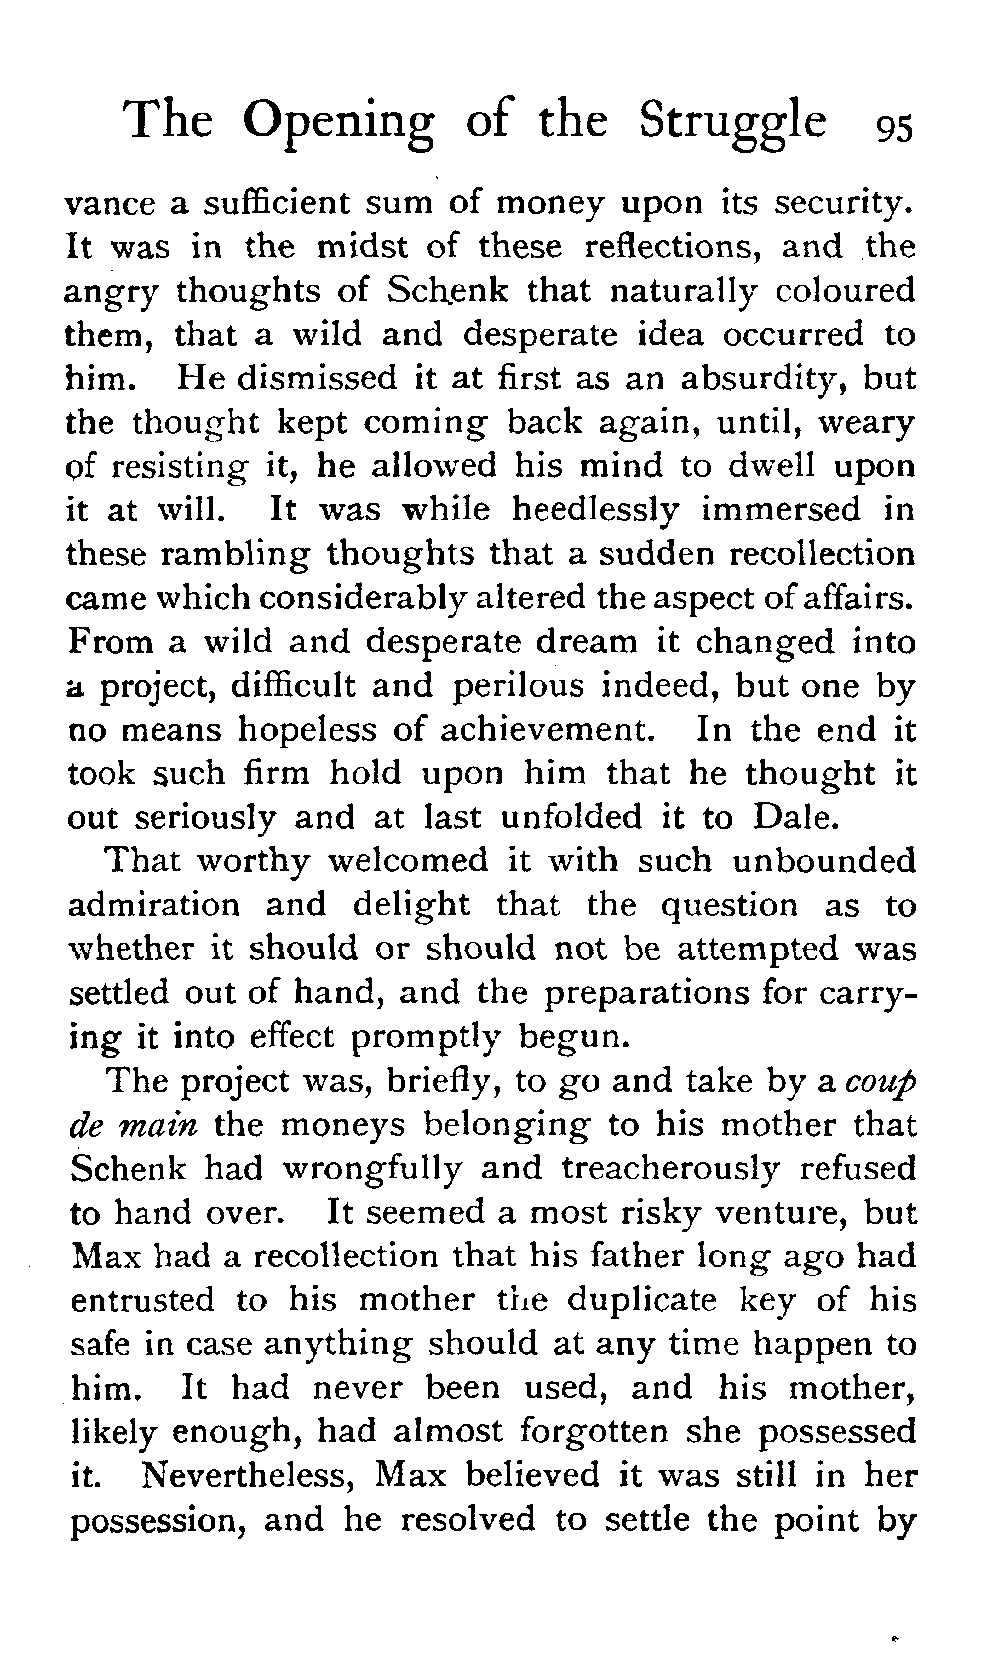 The Opening of the Struggle 95
vance a sufficient sum of money upon its security.
It was in the midst of these reflections, and the
angry thoughts of Schenk that naturally coloured
them, that a wild and desperate idea occurred to
him. He dismissed it at first as an absurdity, but
the thought kept coming back again, until, weary
of resisting it, he allowed his mind to dwell upon
it at will. It was while heedlessly immersed in
these rambling thoughts that a sudden recollection
came which considerably altered the aspect of affairs.
From a wild and desperate dream it changed into
a project, difficult and perilous indeed, but one by
no means hopeless of achievement. In the end it
took such firm hold upon him that he thought it
out seriously and at last unfolded it to Dale.
That worthy welcomed it with such unbounded
admiration and delight that the question as to
whether it should or should not be attempted was
settled out of hand, and the preparations for carry-
ing it into effect promptly begun.
The project was, briefly, to go and take by a coup
de main the moneys belonging to his mother that
Schenk had wrongfully and treacherously refused
to hand over. It seemed a most risky venture, but
Max had a recollection that his father long ago had
entrusted to his mother the duplicate key of his
safe in case anything should at any time happen to
him. It had never been used, and his mother,
likely enough, had almost forgotten she possessed
it. Nevertheless, Max believed it was still in her
possession, and he resolved to settle the point by